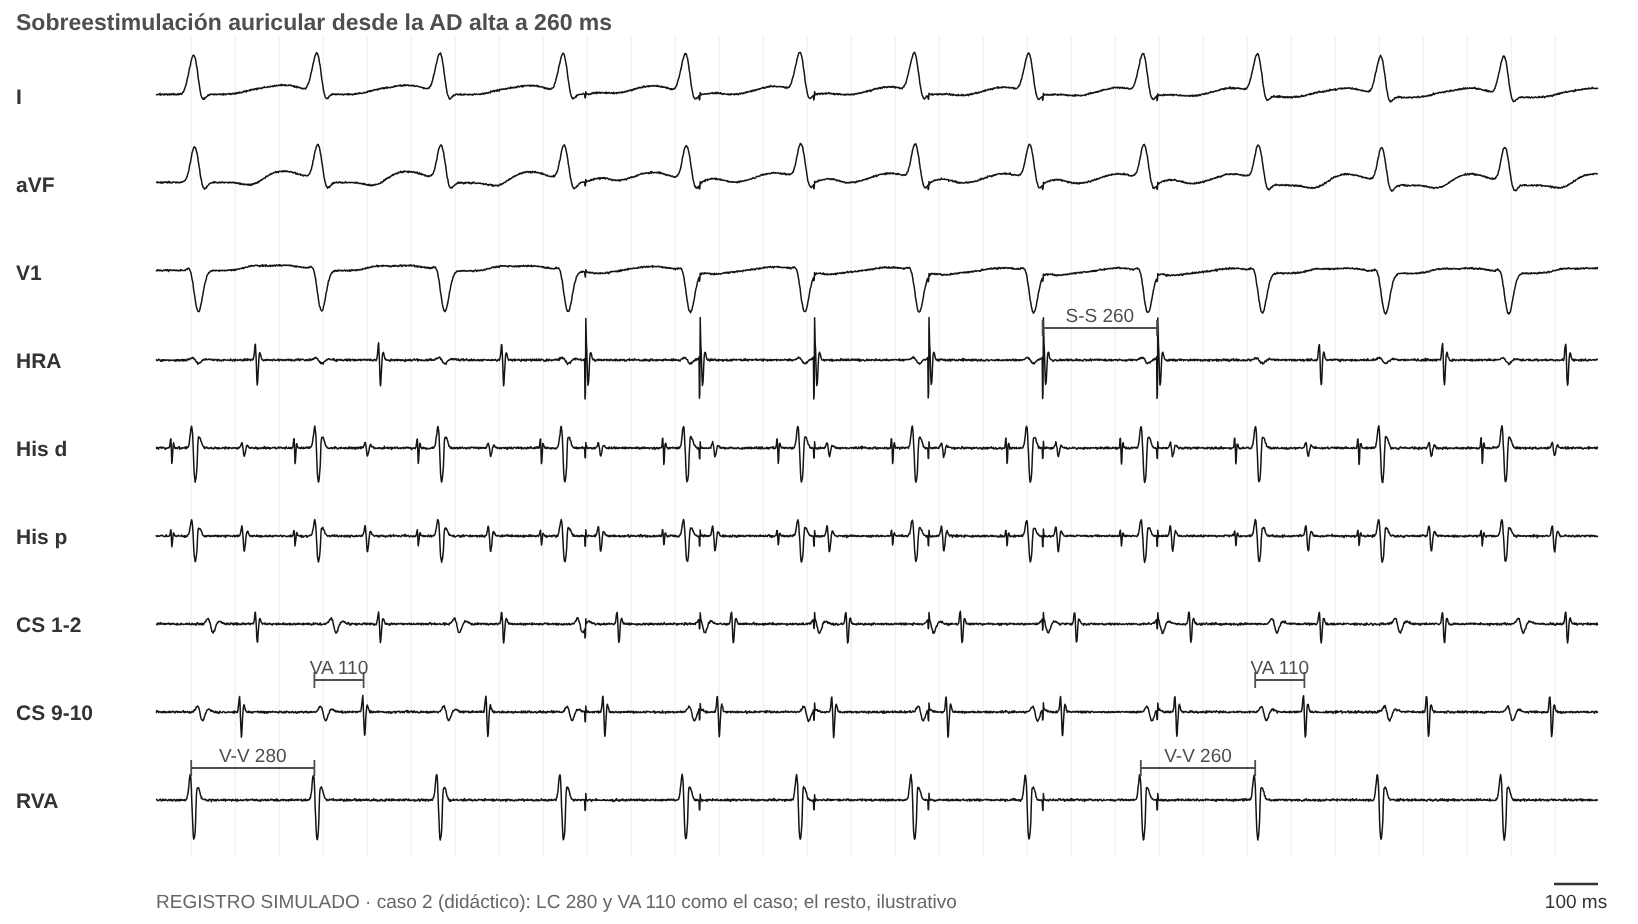 Sobreestimulación auricular desde la AD alta a 260 ms
I
aVF
V1
S-S 260
HRA
His d
His p
CS 1-2
VA 110
VA 110
CS 9-10
V-V 280
V-V 260
RVA
REGISTRO SIMULADO · caso 2 (didáctico): LC 280 y VA 110 como el caso; el resto, ilustrativo
100 ms